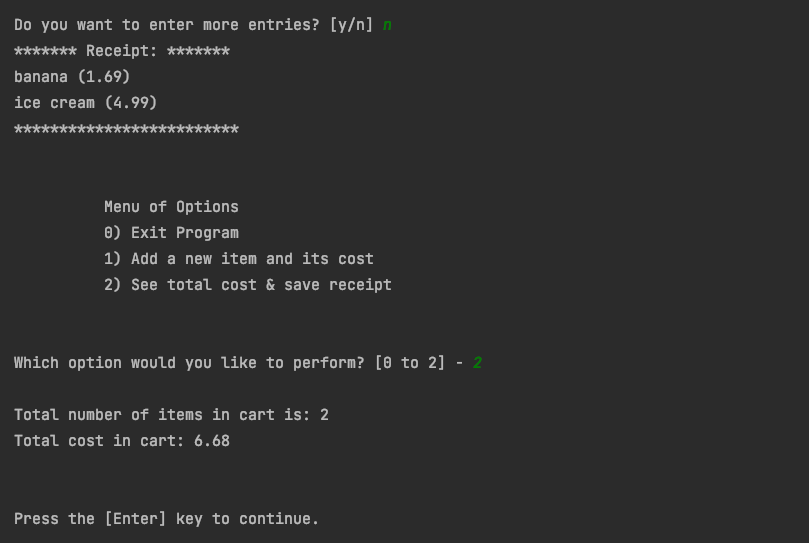 Do you want to enter more entries? [y/n] n
******* Receipt: *******
banana (1.69)
ice cream (4.99)
*************************
Menu of Options
0) Exit Program
1) Add a new item and its cost
2) See total cost & save receipt
Which option would you like to perform? [0 to 2] - 2
Total number of items in cart is: 2
Total cost in cart: 6.68
Press the [Enter] key to continue.